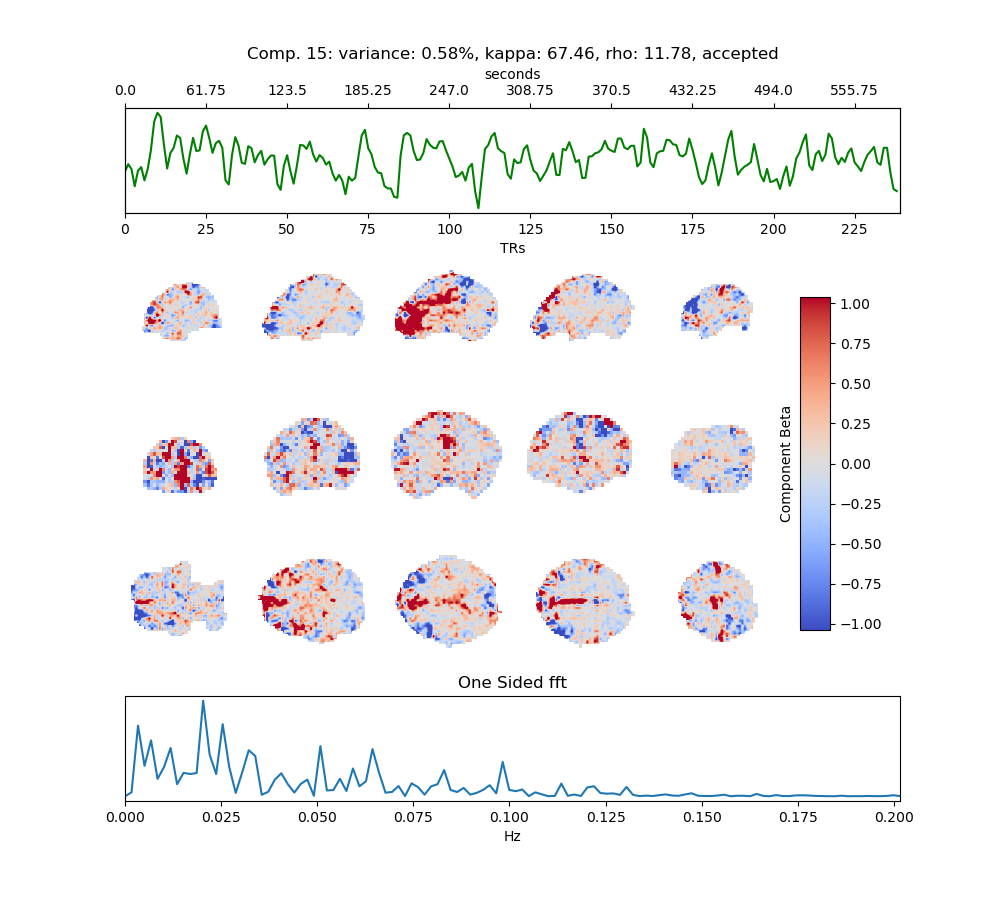 Comp. 15: variance: 0.58%, kappa: 67.46, rho: 11.78, accepted
seconds
0.0 61.75 123.5 185.25 247.0 308.75 370.5 432.25 494.0 555.75
0 25 50 75 100 125 150 175 200 225
TRs
1.00
0.75
0.50
0.25
0.00
−0.25
−0.50
−0.75
−1.00
Component Beta
One Sided fft
0.000 0.025 0.050 0.075 0.100 0.125 0.150 0.175 0.200
Hz